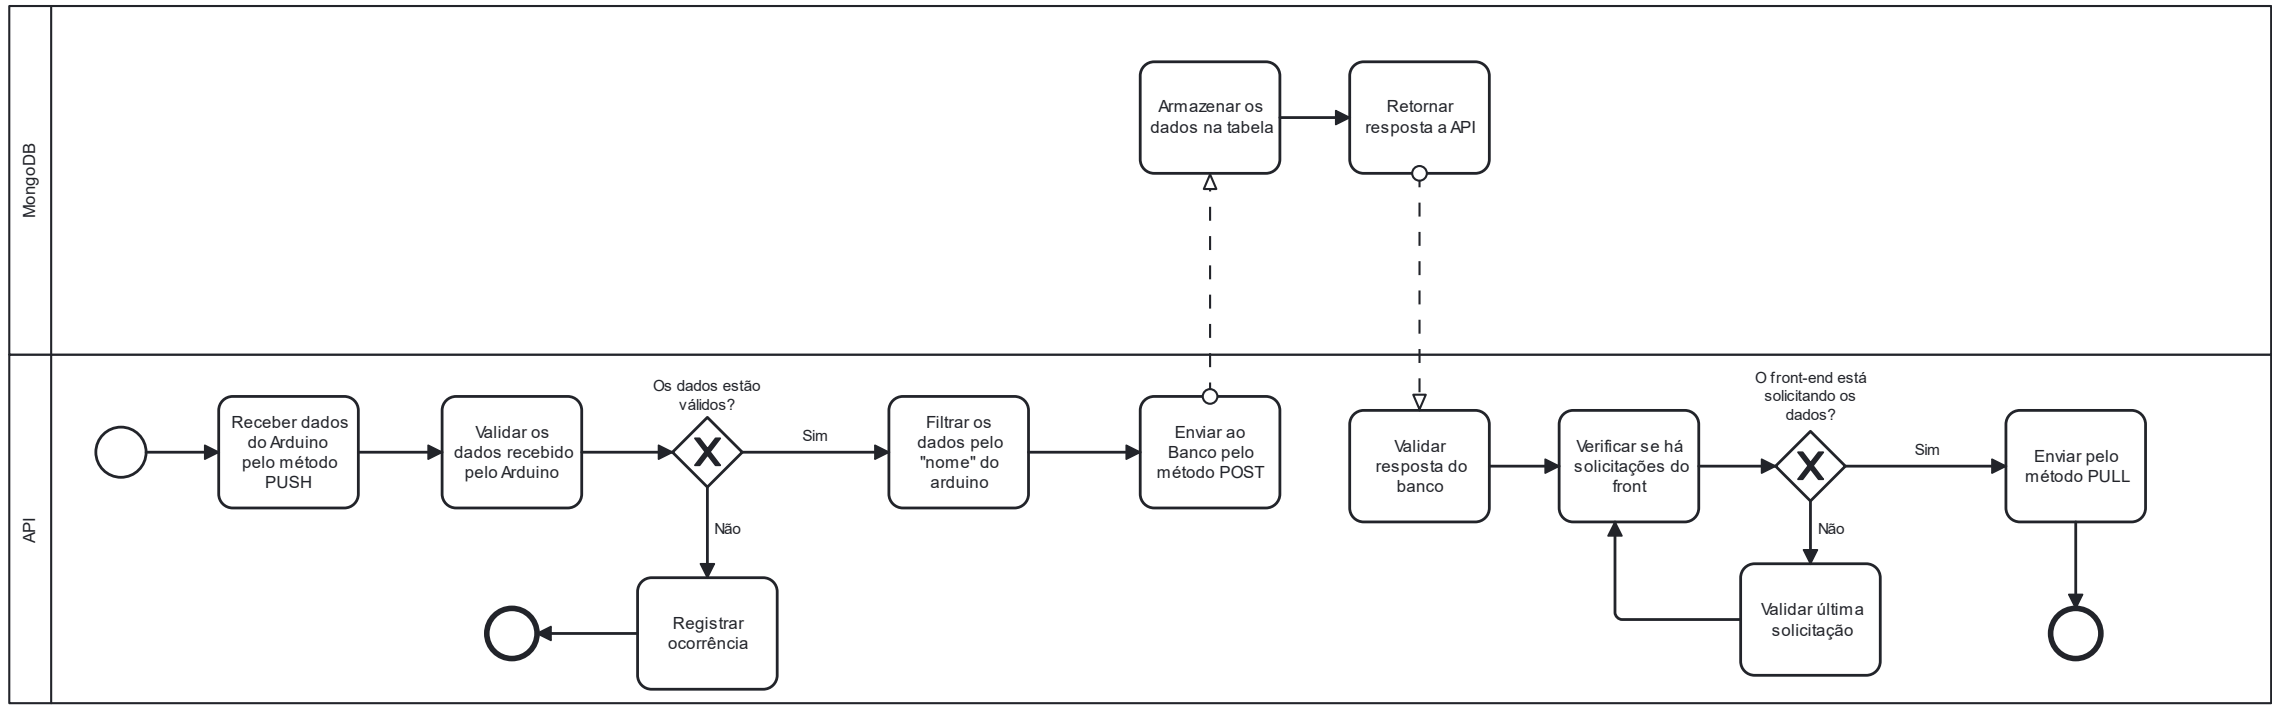 MongoDB
Armazenar os
dados na tabela
Retornar
resposta a API
API
Receber dados
do Arduino
pelo método
PUSH
Validar os
dados recebido
pelo Arduino
Os dados estão
válidos?
Sim
Não
Registrar
ocorrência
Filtrar os
dados pelo
"nome" do
arduino
Enviar ao
Banco pelo
método POST
Validar
resposta do
banco
Verificar se há
solicitações do
front
O front-end está
solicitando os
dados?
Sim
Não
Validar última
solicitação
Enviar pelo
método PULL